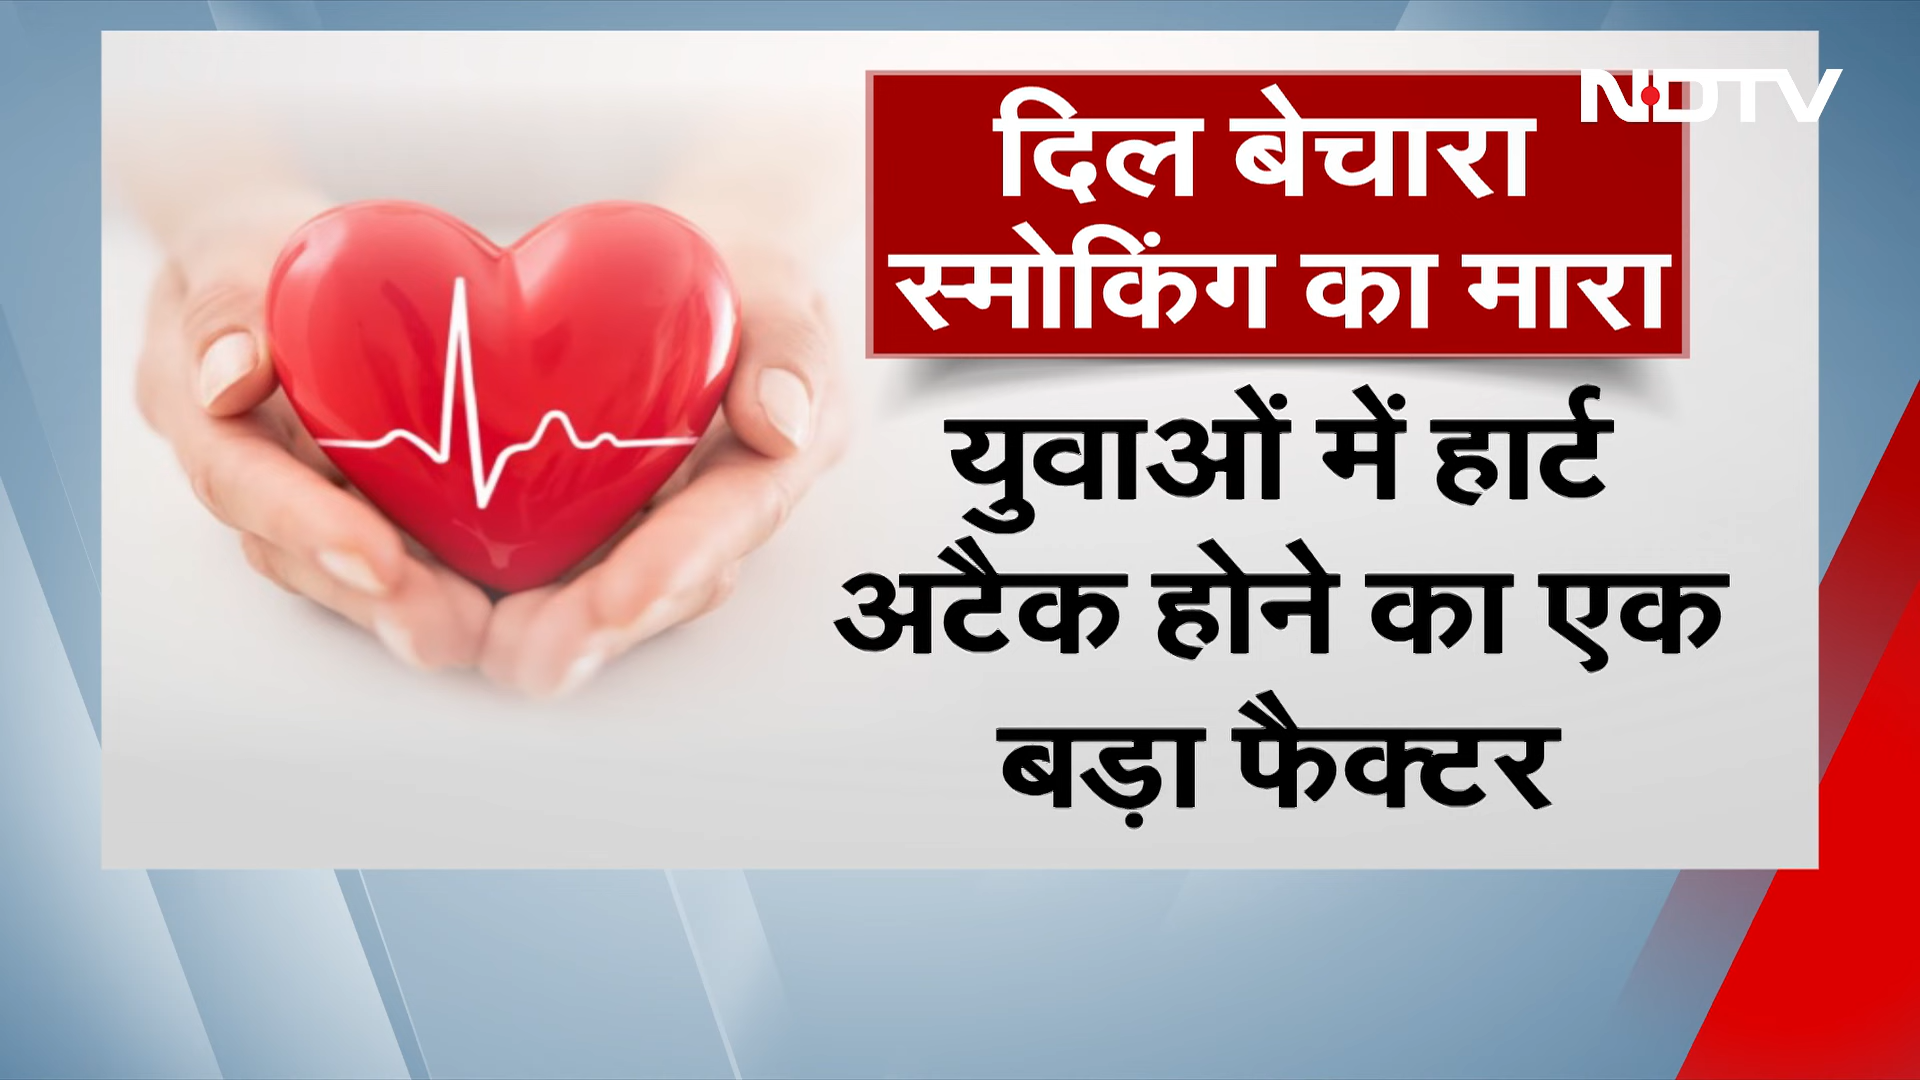 NDTV
दिल बेचारा
स्मोकिंग का मारा
युवाओं में हार्ट
अटैक होने का एक
बड़ा फैक्टर